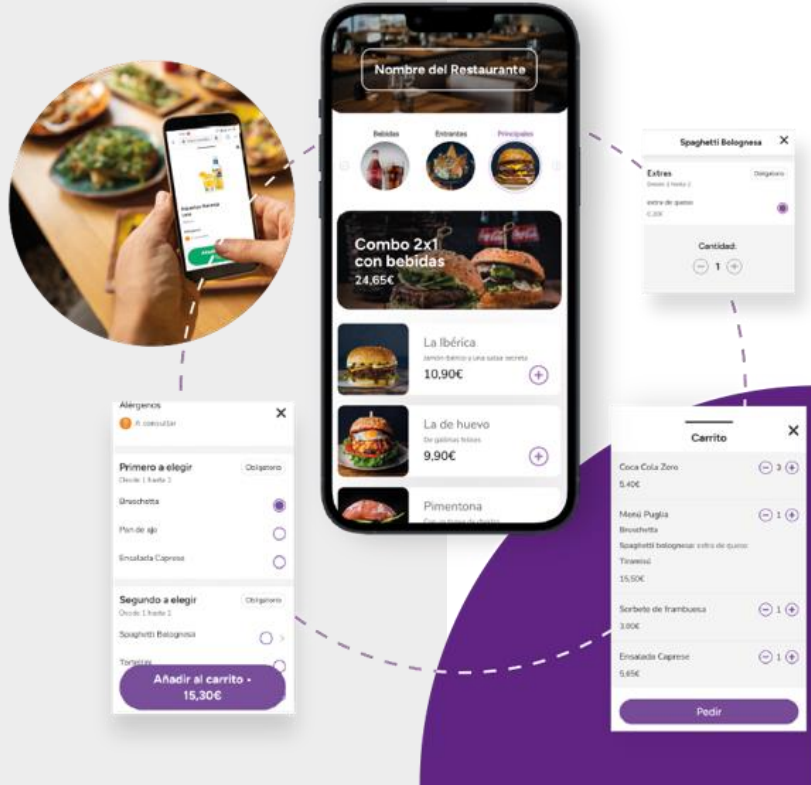 Nombre del Restaurante
Bebidas
Entrantes
Principales
Combo 2x1
con bebidas
24,65€
La Ibérica
Jamón ibérico y una salsa secreta
10,90€
La de huevo
De gallinas felices
9,90€
Pimentona
Spaghetti Bolognesa
Extras
Obligatorio
Desde 1 hasta 2
extra de queso
Cantidad:
1
Alérgenos
A consultar
Primero a elegir
Obligatorio
Desde 1 hasta 1
Bruschetta
Pan de ajo
Ensalada Caprese
Segundo a elegir
Obligatorio
Desde 1 hasta 1
Spaghetti Bolognesa
Añadir al carrito -
15,30€
Carrito
Coca Cola Zero
3
5,40€
Menú Puglia
1
Bruschetta
Spaghetti bolognesa: extra de queso
Tiramisú
15,50€
Sorbete de frambuesa
1
3,00€
Ensalada Caprese
1
5,65€
Pedir